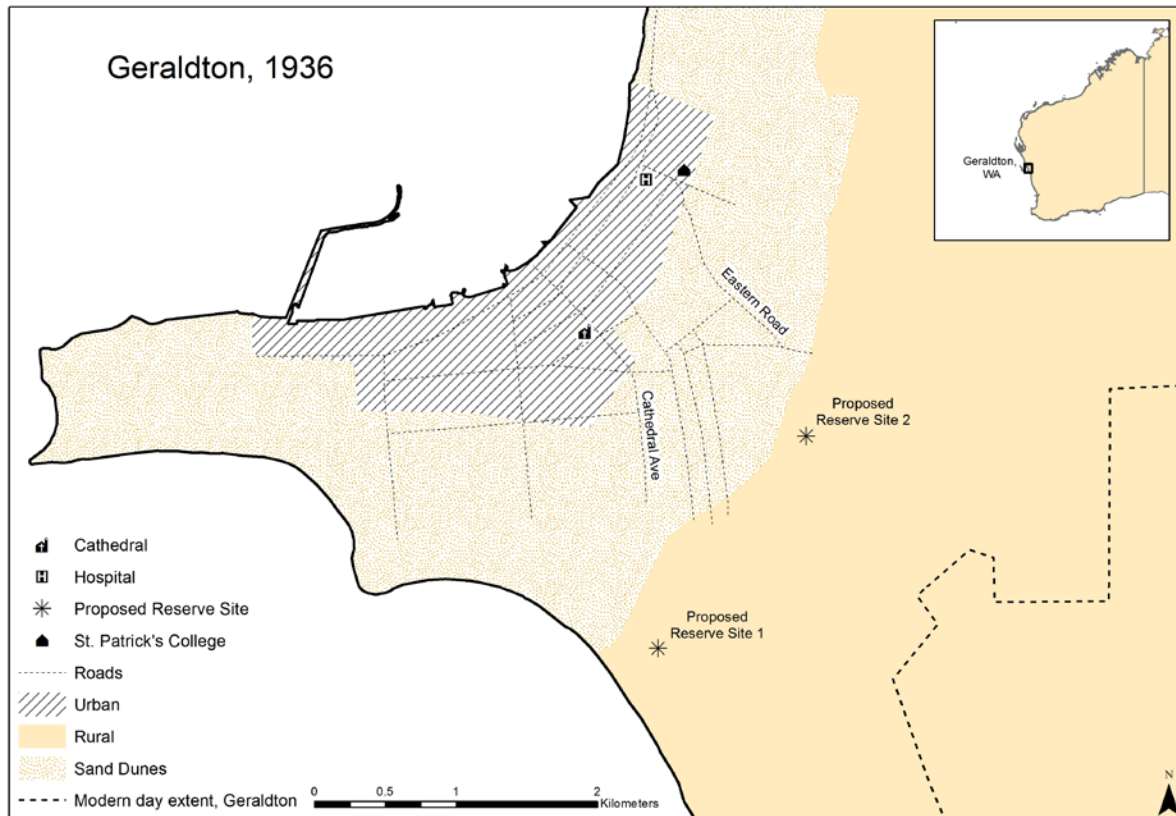 Geraldton, 1936
Geraldton,
WA
H
Eastern Road
Proposed
Reserve Site 2
Cathedral Ave
Proposed
Reserve Site 1
Cathedral
H Hospital
Proposed Reserve Site
St. Patrick's College
Roads
Urban
Rural
Sand Dunes
Modern day extent, Geraldton
0 0.5 1 2
Kilometers
N